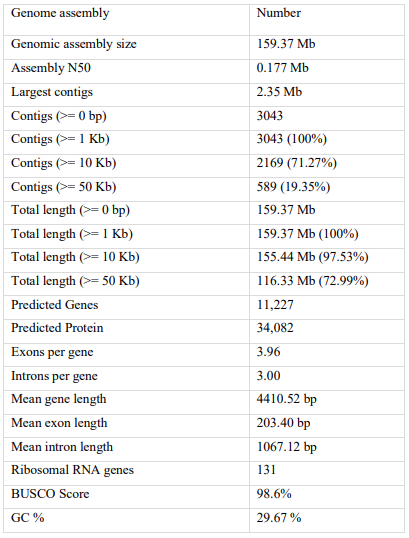 Genome assembly Number
Genomic assembly size 159.37 Mb
Assembly N50 0.177 Mb
Largest contigs 2.35 Mb
Contigs (>= 0 bp) 3043
Contigs (>= 1 Kb) 3043 (100%)
Contigs (>= 10 Kb) 2169 (71.27%)
Contigs (>= 50 Kb) 589 (19.35%)
Total length (>= 0 bp) 159.37 Mb
Total length (>= 1 Kb) 159.37 Mb (100%)
Total length (>= 10 Kb) 155.44 Mb (97.53%)
Total length (>= 50 Kb) 116.33 Mb (72.99%)
Predicted Genes 11,227
Predicted Protein 34,082
Exons per gene 3.96
Introns per gene 3.00
Mean gene length 4410.52 bp
Mean exon length 203.40 bp
Mean intron length 1067.12 bp
Ribosomal RNA genes 131
BUSCO Score 98.6%
GC % 29.67 %